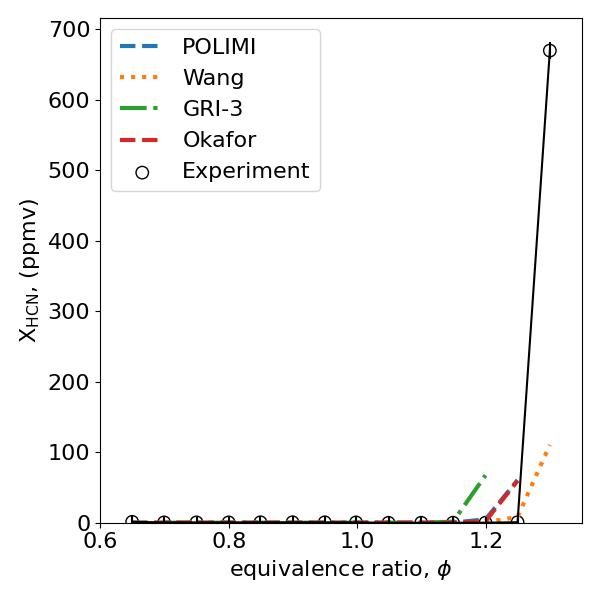 POLIMI
Wang
GRI-3
Okafor
Experiment
X_HCN, (ppmv)
700
600
500
400
300
200
100
0
0.6 0.8 1.0 1.2
equivalence ratio, ϕ